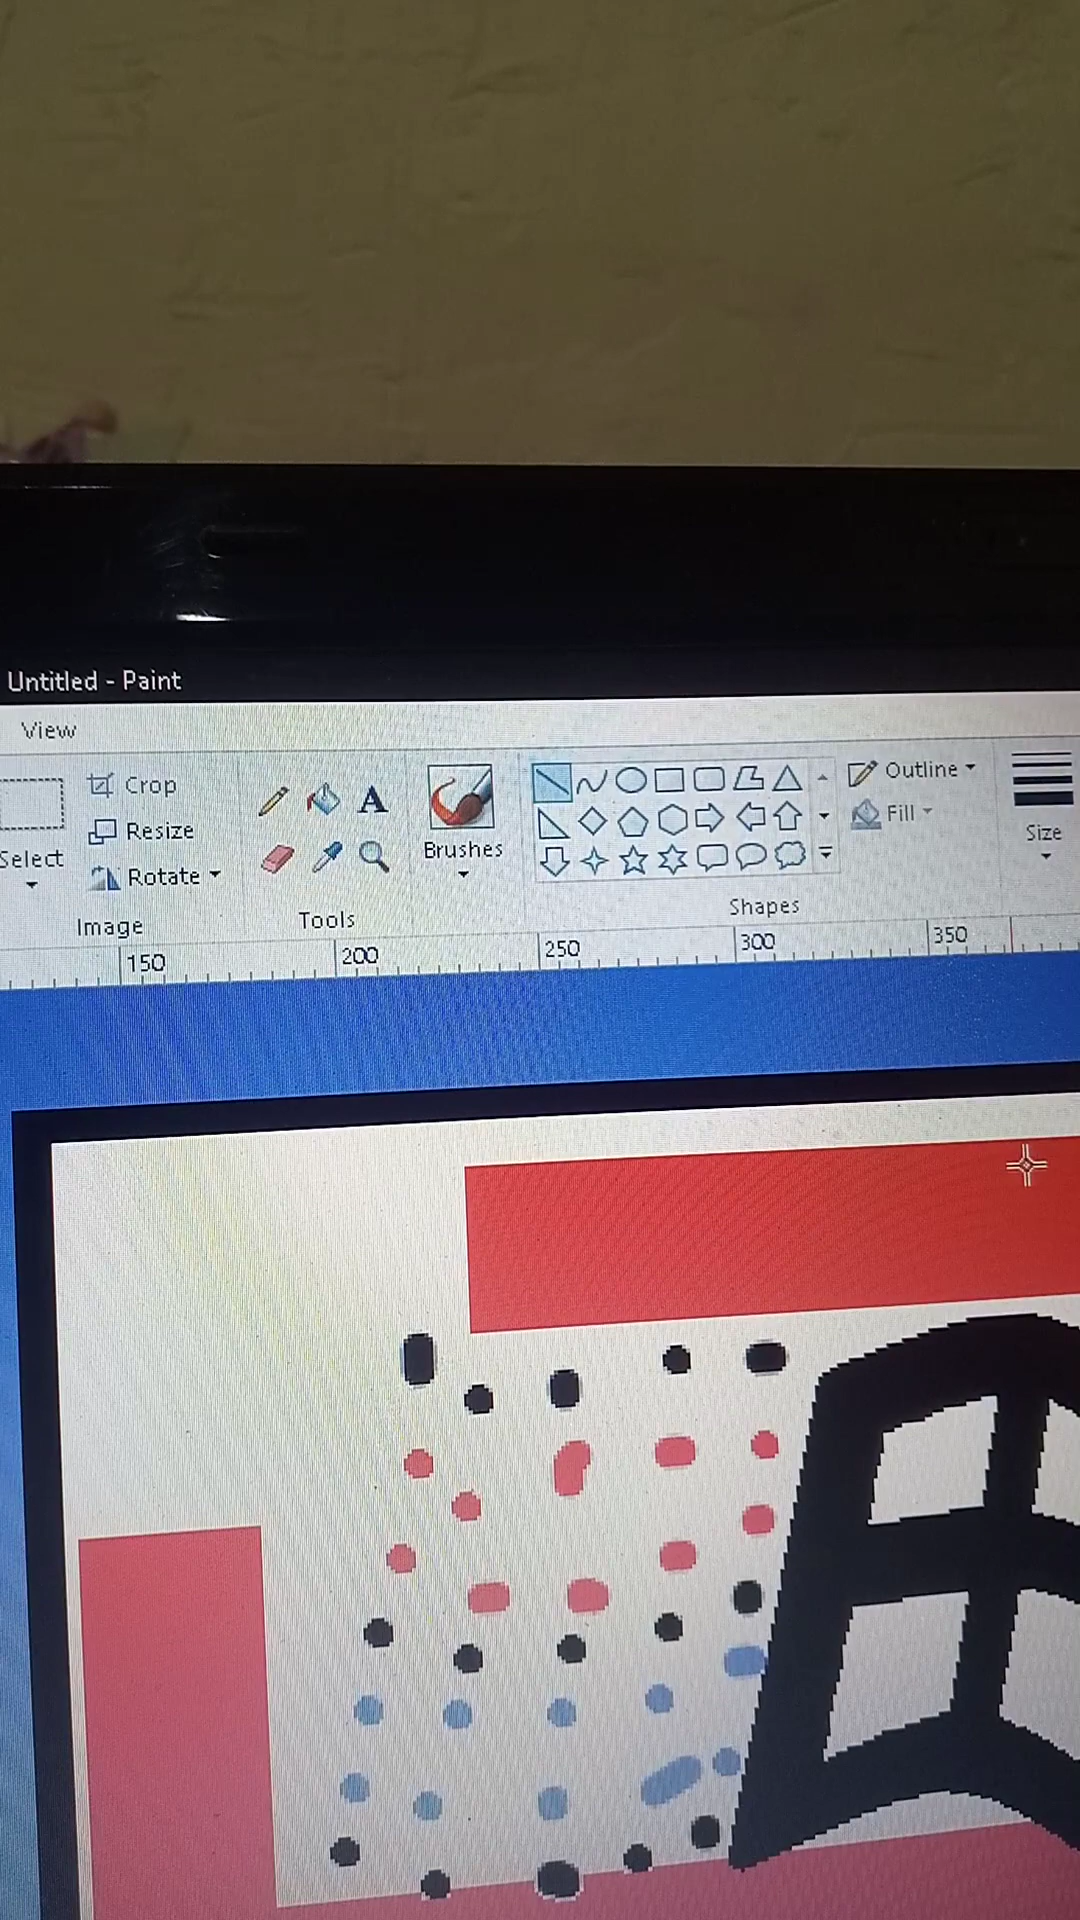 Untitled - Paint
View
Crop
Resize
Rotate
Select
Image
A
Tools
Brushes
Shapes
Outline
Fill
Size
150 200 250 300 350